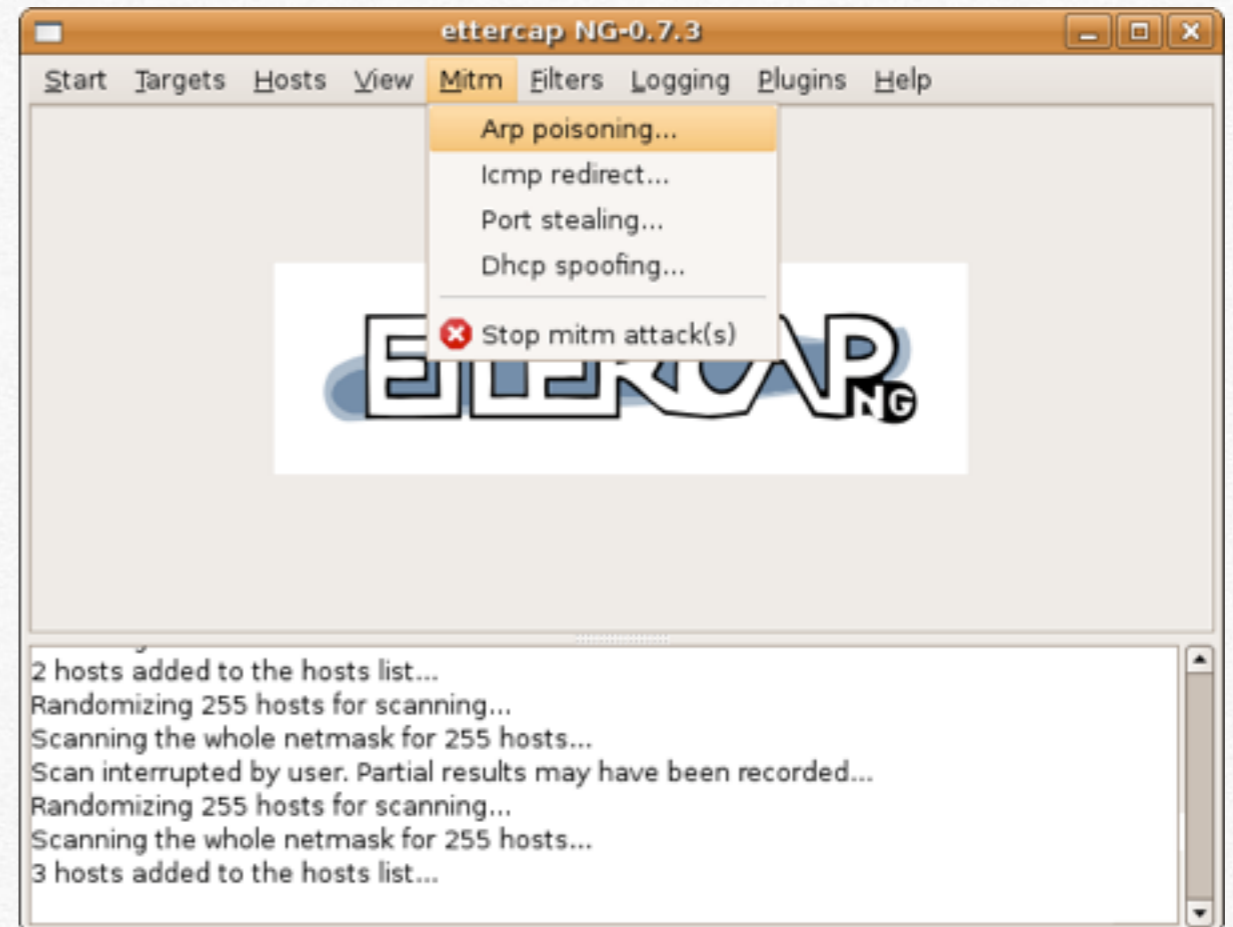 ettercap NG-0.7.3
Start Targets Hosts View Mitm Filters Logging Plugins Help
Arp poisoning...
Icmp redirect...
Port stealing...
Dhcp spoofing...
Stop mitm attack(s)
ETTERCAP
NG
2 hosts added to the hosts list...
Randomizing 255 hosts for scanning...
Scanning the whole netmask for 255 hosts...
Scan interrupted by user. Partial results may have been recorded...
Randomizing 255 hosts for scanning...
Scanning the whole netmask for 255 hosts...
3 hosts added to the hosts list...